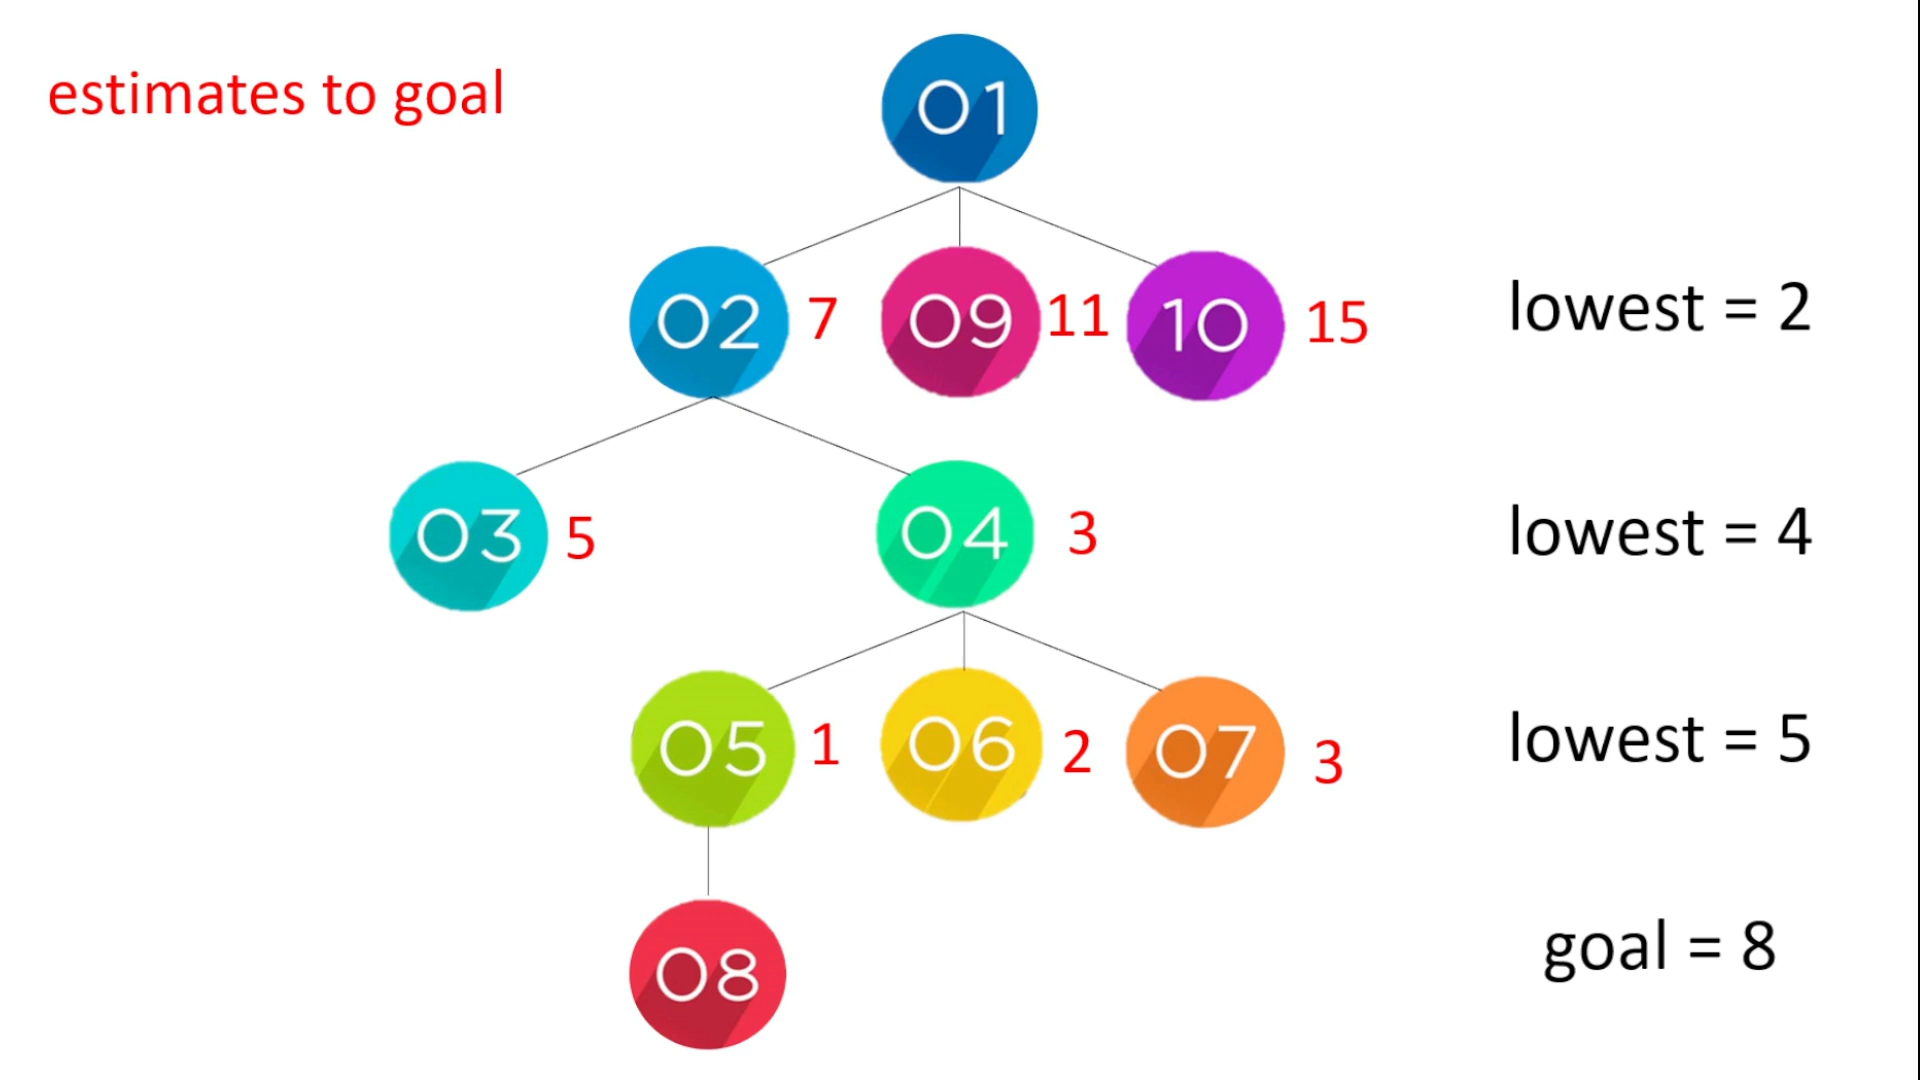 estimates to goal
01
02 7 09 11 10 15 lowest = 2
03 5 04 3 lowest = 4
05 1 06 2 07 3 lowest = 5
08 goal = 8